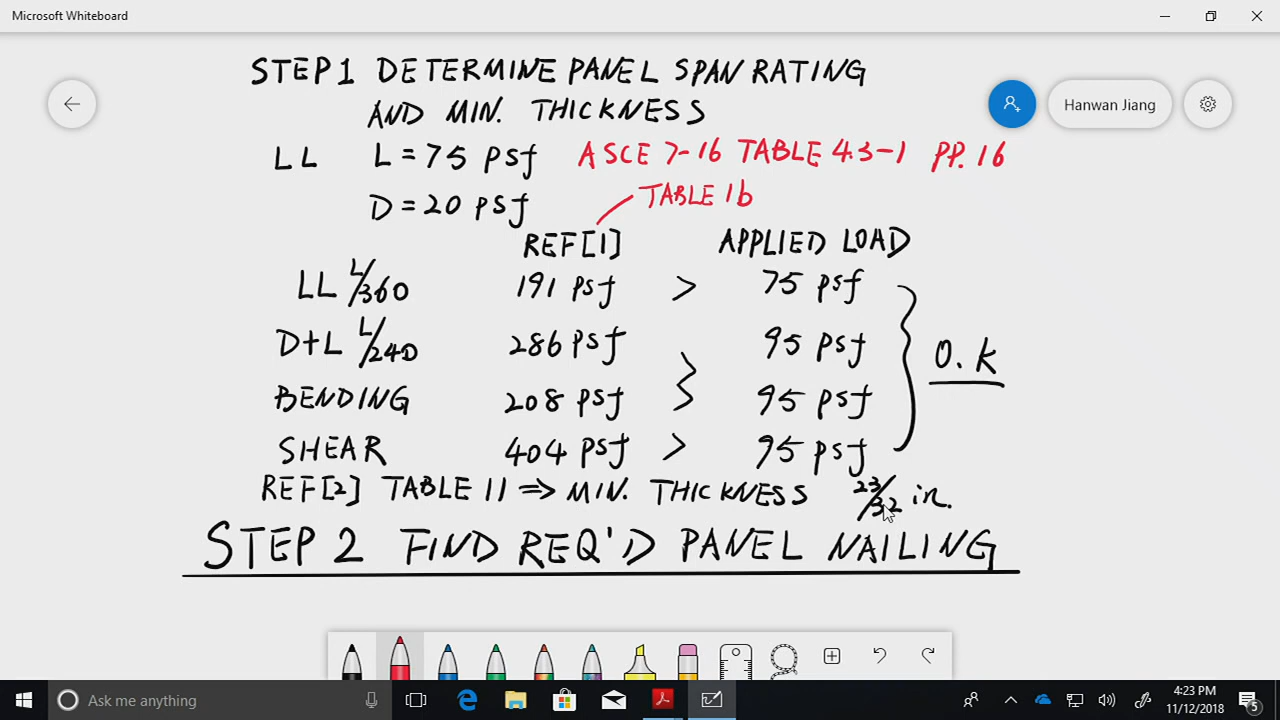 Microsoft Whiteboard
STEP 1 DETERMINE PANEL SPAN RATING
AND MIN. THICKNESS
Hanwan Jiang
LL L = 75 psf ASCE 7-16 TABLE 4.3-1 PP. 16
D = 20 psf TABLE 1b
REF[1] APPLIED LOAD
LL L/360 191 psf > 75 psf
D+L L/240 286 psf 95 psf
O.K
BENDING 208 psf 95 psf
SHEAR 404 psf > 95 psf
REF[2] TABLE 11 => MIN. THICKNESS 23/32 in.
STEP 2 FIND REQ'D PANEL NAILING
Ask me anything
4:23 PM
11/12/2018
5